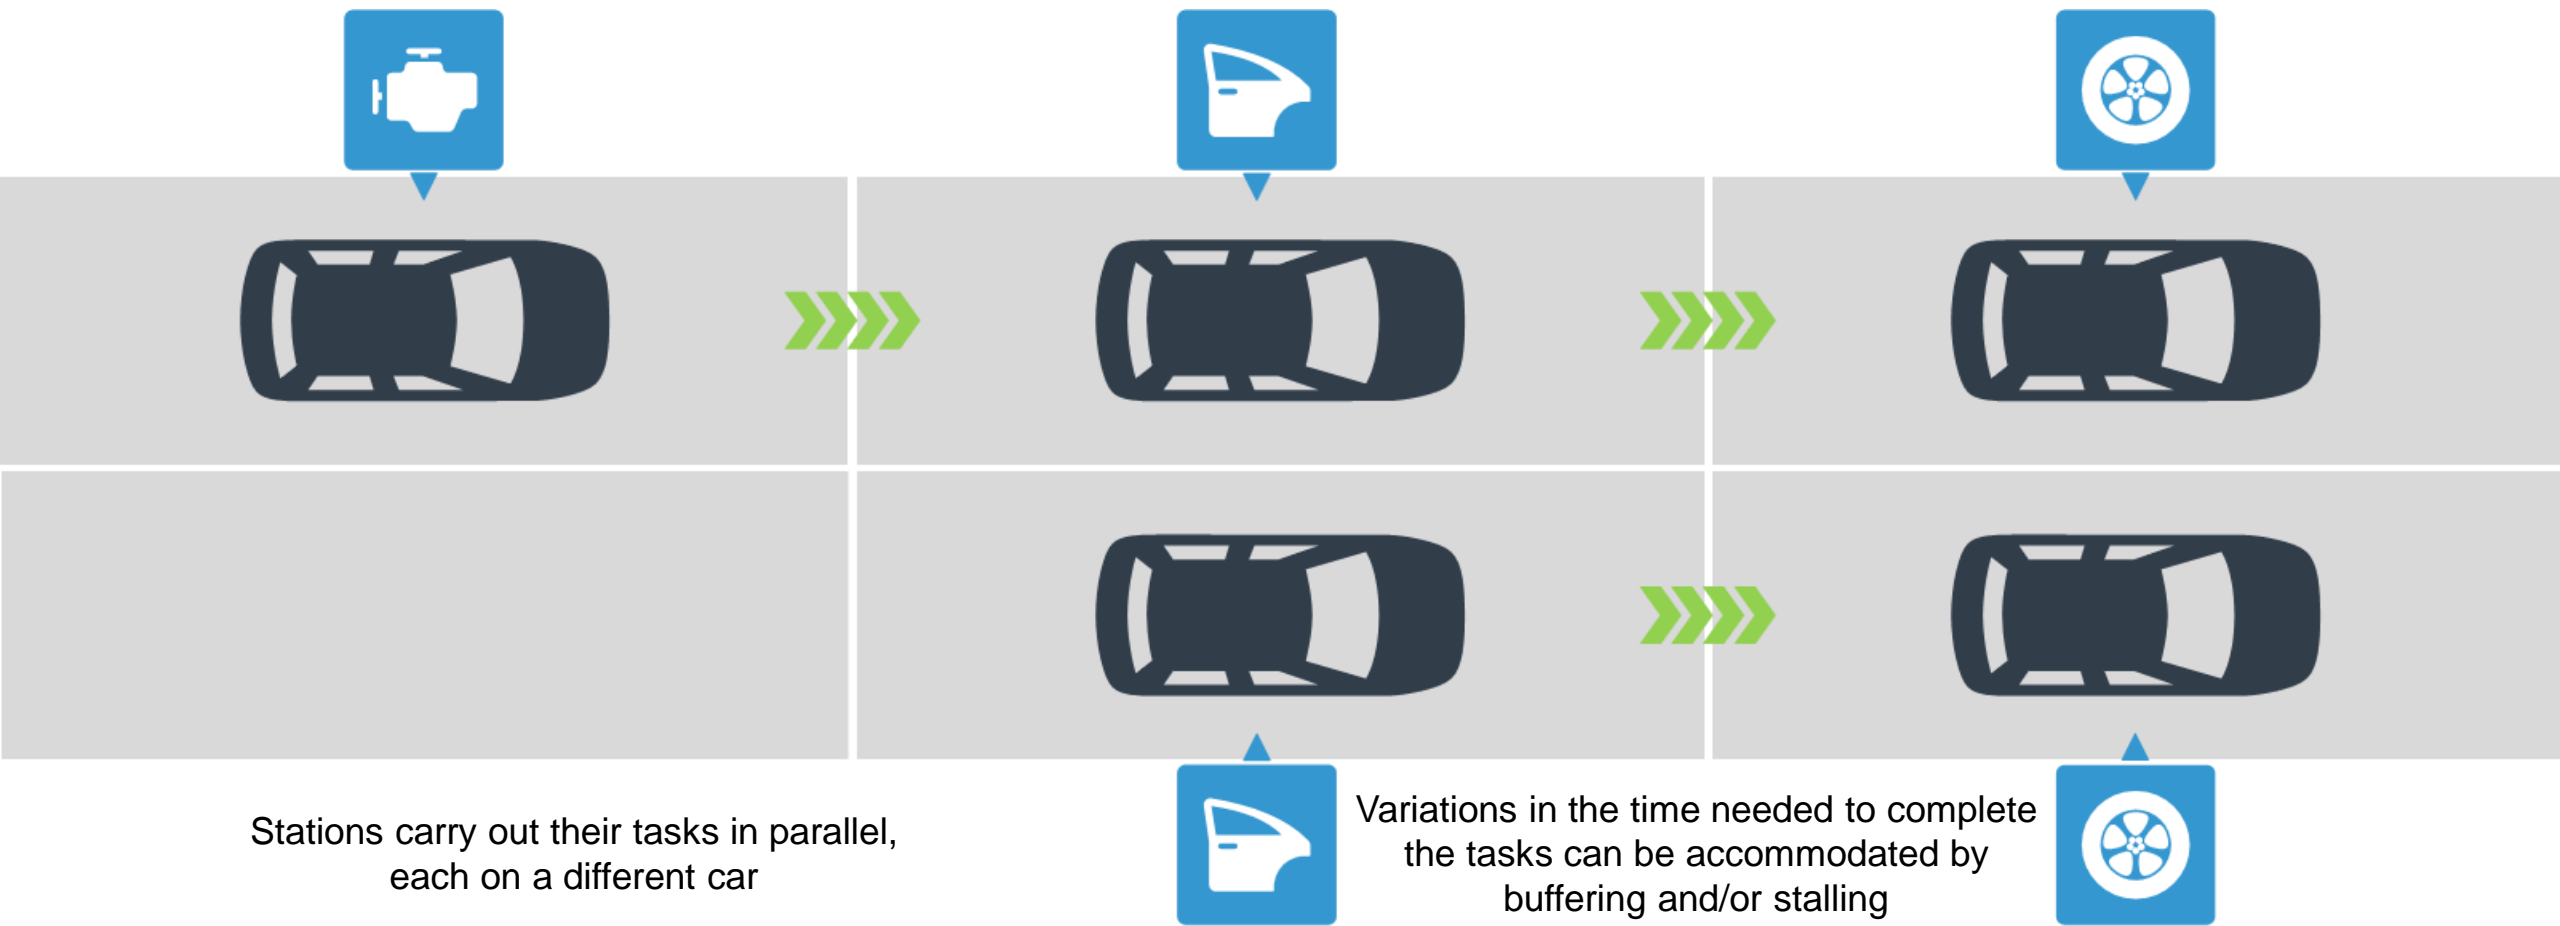 Stations carry out their tasks in parallel,
each on a different car
Variations in the time needed to complete
the tasks can be accommodated by
buffering and/or stalling